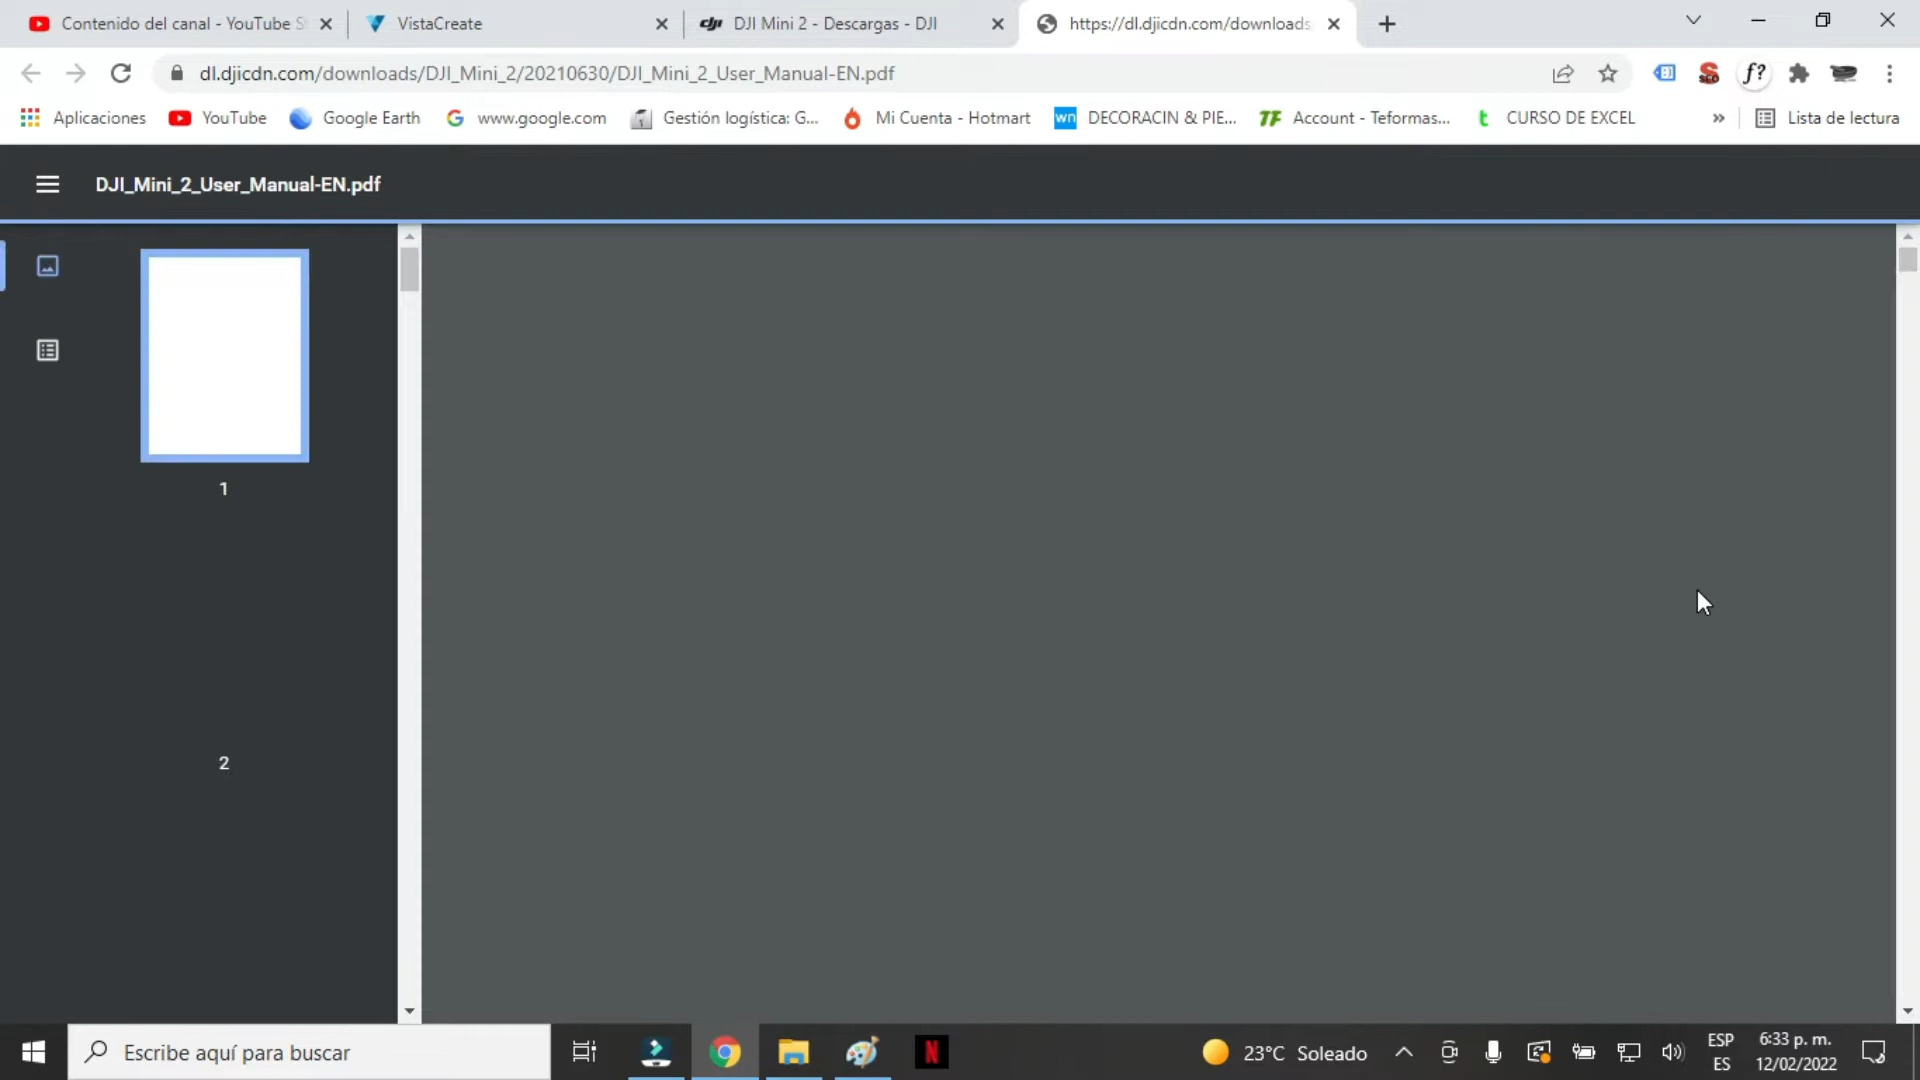 Contenido del canal - YouTube S
VistaCreate
DJI Mini 2 - Descargas - DJI
https://dl.djicdn.com/downloads
dl.djicdn.com/downloads/DJI_Mini_2/20210630/DJI_Mini_2_User_Manual-EN.pdf
Aplicaciones
YouTube
Google Earth
www.google.com
Gestión logística: G...
Mi Cuenta - Hotmart
DECORACIN & PIE...
Account - Teformas...
CURSO DE EXCEL
»
Lista de lectura
DJI_Mini_2_User_Manual-EN.pdf
1
2
Escribe aquí para buscar
23°C Soleado
ESP
ES
6:33 p. m.
12/02/2022